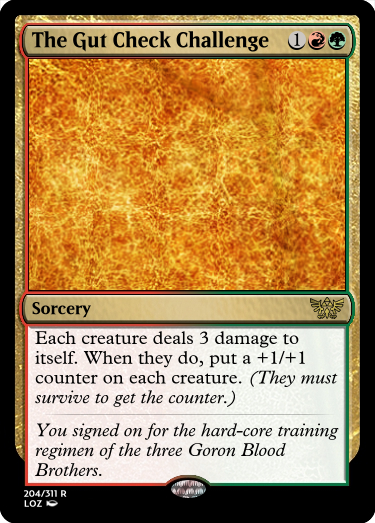 The Gut Check Challenge 1
Sorcery
Each creature deals 3 damage to
itself. When they do, put a +1/+1
counter on each creature. (They must
survive to get the counter.)
You signed on for the hard-core training
regimen of the three Goron Blood
Brothers.
204/311 R
LOZ